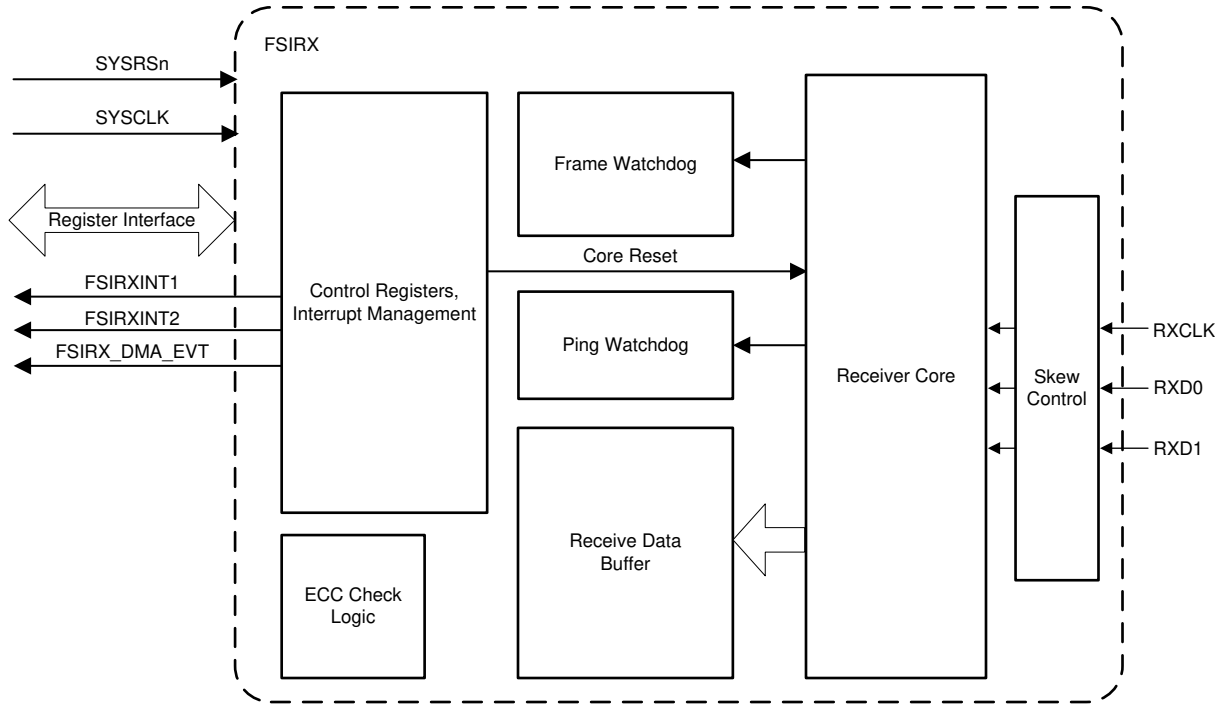 FSIRX
SYSRSn
SYSCLK
Register Interface
FSIRXINT1
FSIRXINT2
FSIRX_DMA_EVT
Control Registers,
Interrupt Management
ECC Check
Logic
Frame Watchdog
Core Reset
Ping Watchdog
Receive Data
Buffer
Receiver Core
Skew
Control
RXCLK
RXD0
RXD1